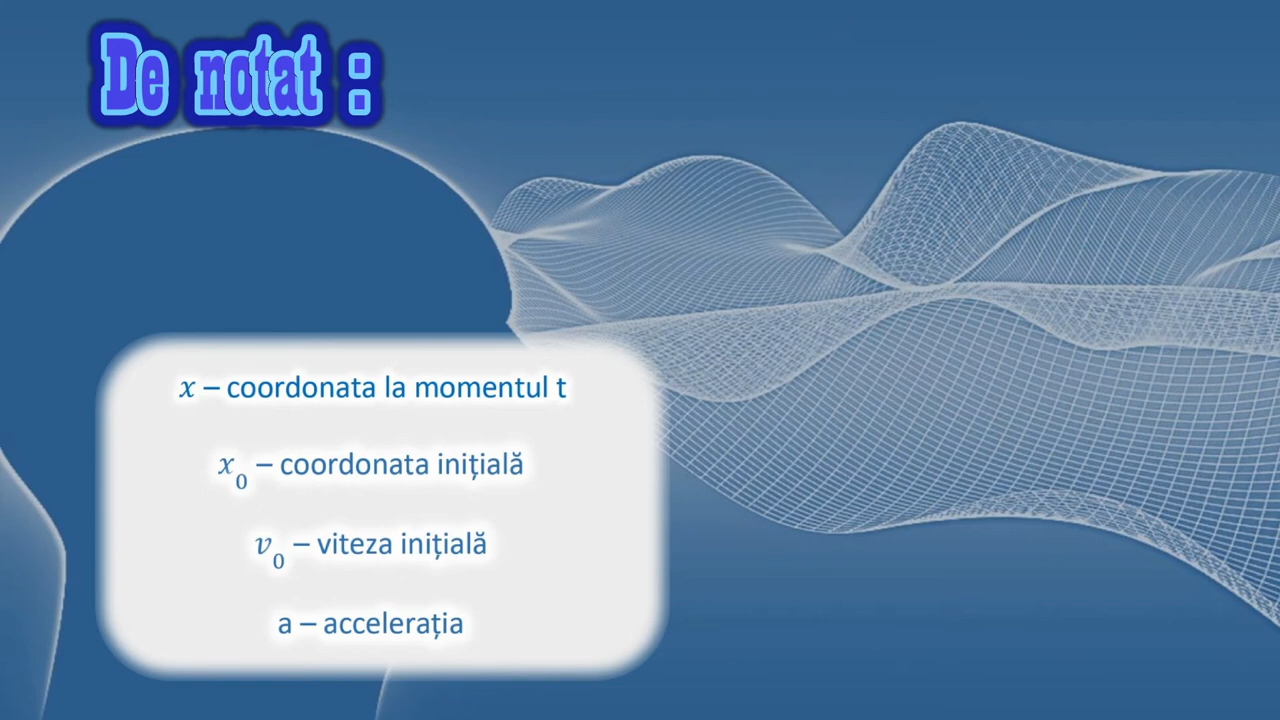 De notat :
x – coordonata la momentul t
x₀ – coordonata inițială
v₀ – viteza inițială
a – accelerația